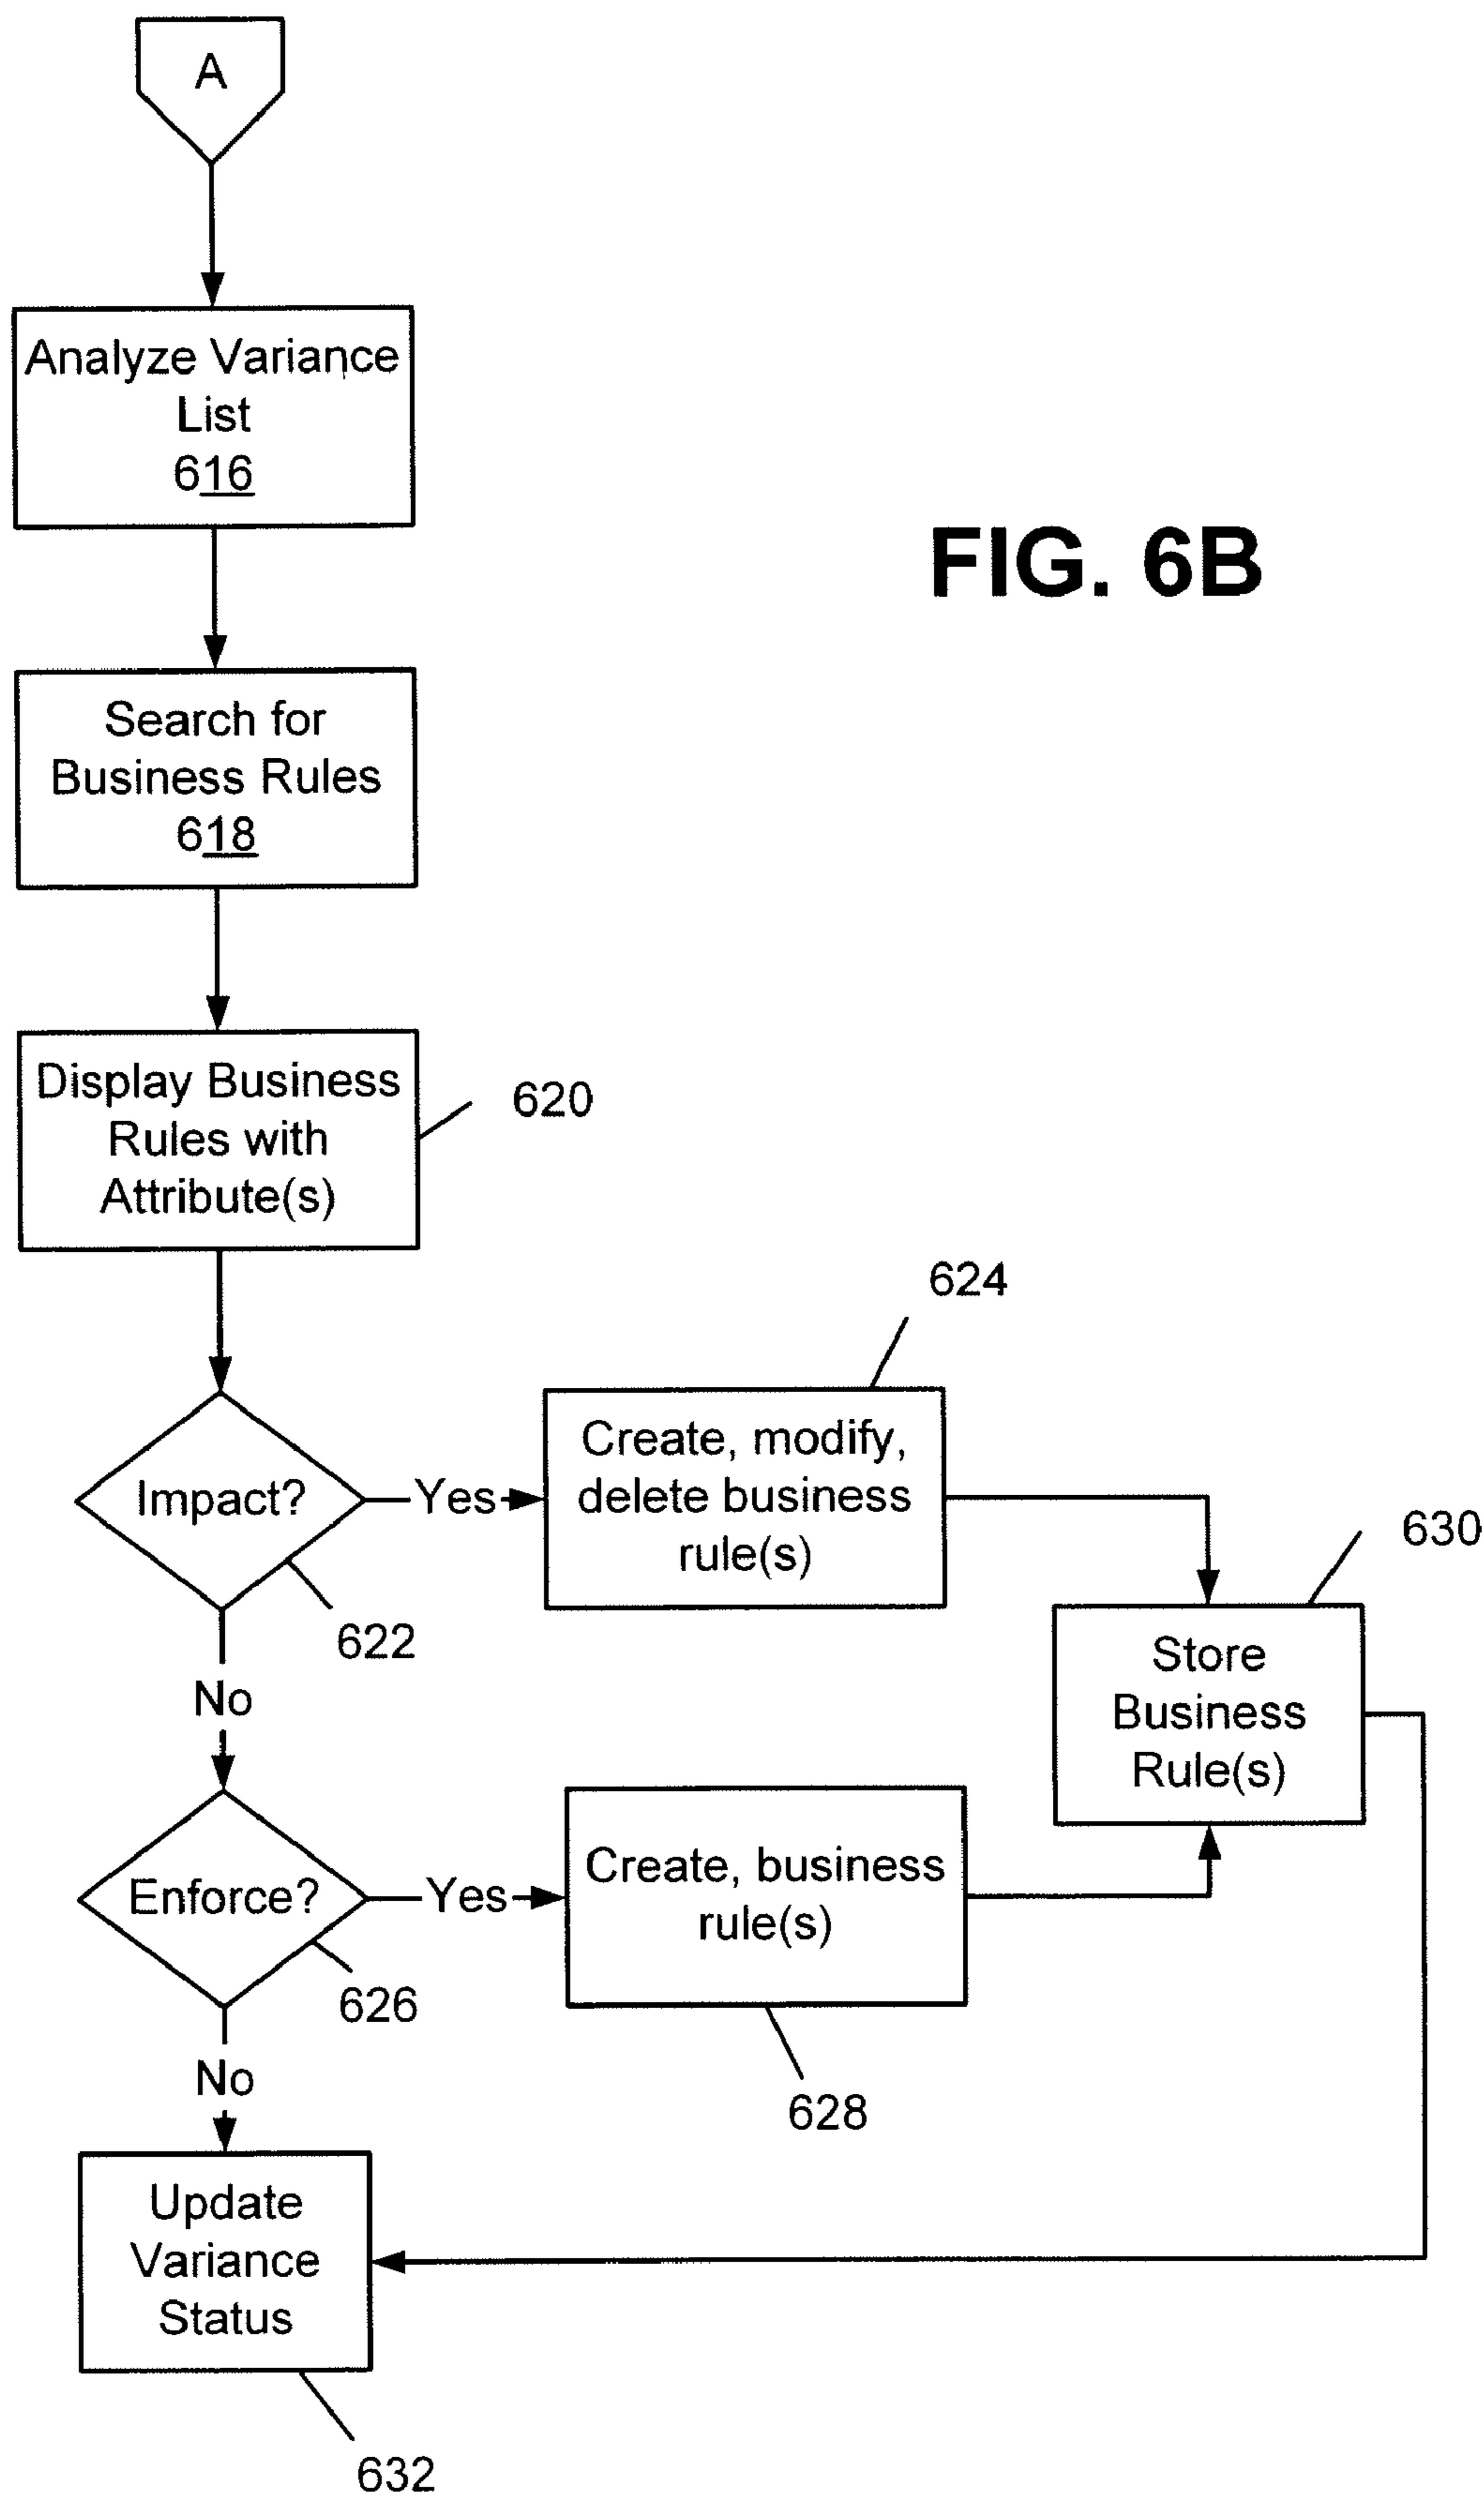 A
Analyze Variance
List
616
FIG. 6B
Search for
Business Rules
618
Display Business
Rules with
Attribute(s)
620
624
Impact?
Yes
Create, modify,
delete business
rule(s)
630
622
No
Store
Business
Rule(s)
Enforce?
Yes
Create, business
rule(s)
626
No
628
Update
Variance
Status
632